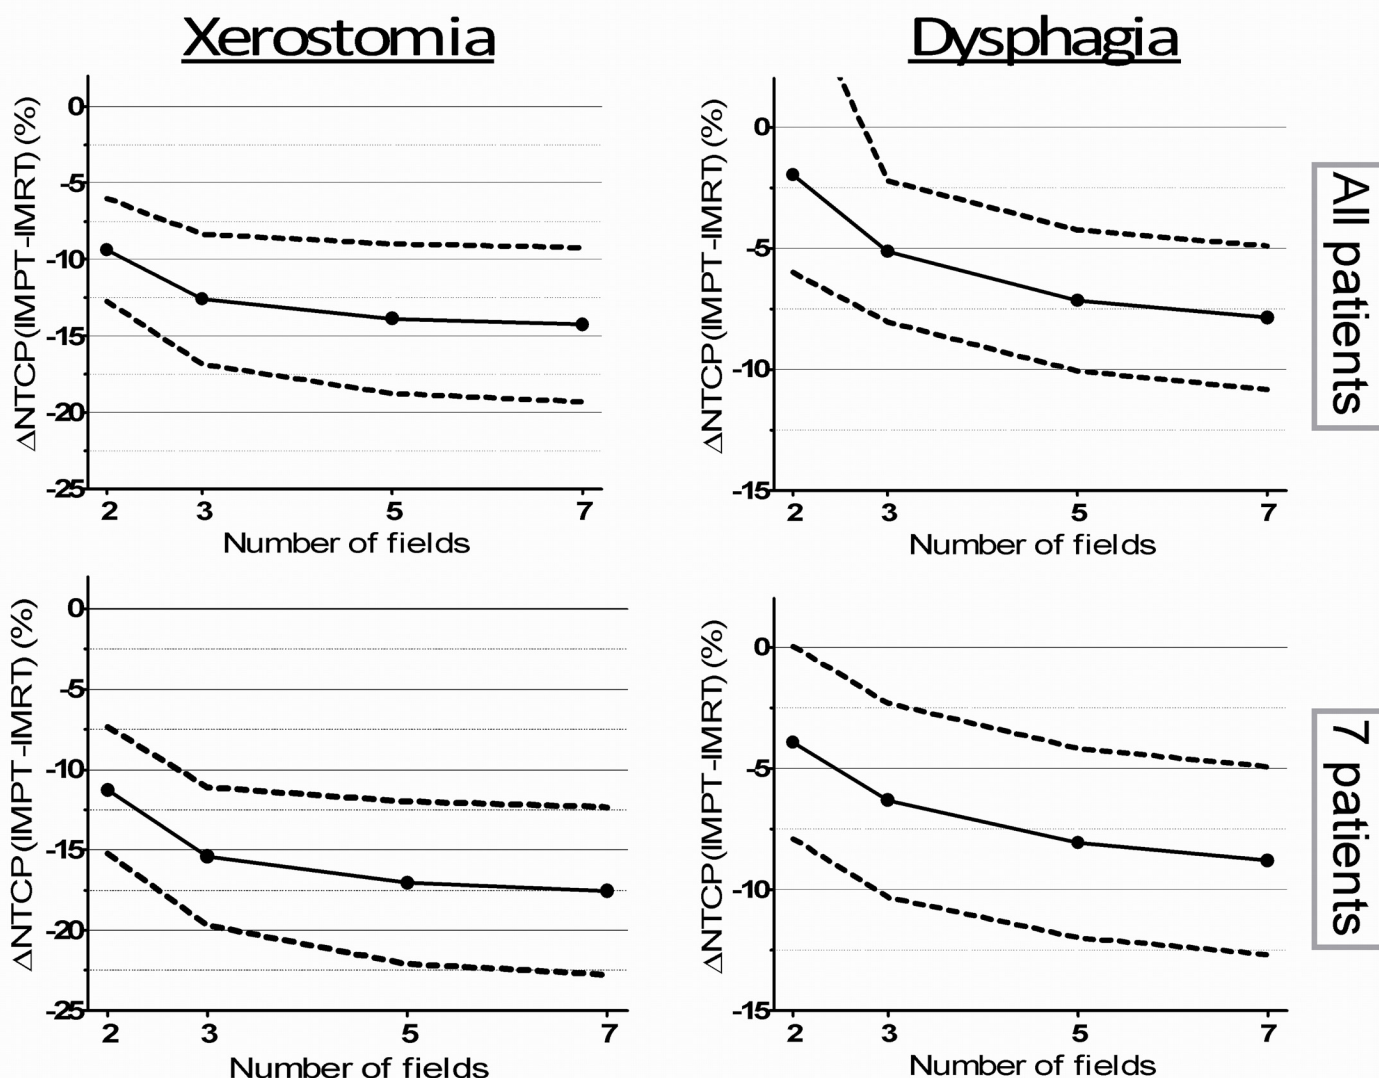 Xerostomia
Dysphagia
ΔNTCP(IMPT-IMRT) (%)
0
-5
-10
-15
-20
-25
2 3 5 7
Number of fields
ΔNTCP(IMPT-IMRT) (%)
0
-5
-10
-15
2 3 5 7
Number of fields
All patients
ΔNTCP(IMPT-IMRT) (%)
0
-5
-10
-15
-20
-25
2 3 5 7
Number of fields
ΔNTCP(IMPT-IMRT) (%)
0
-5
-10
-15
2 3 5 7
Number of fields
7 patients